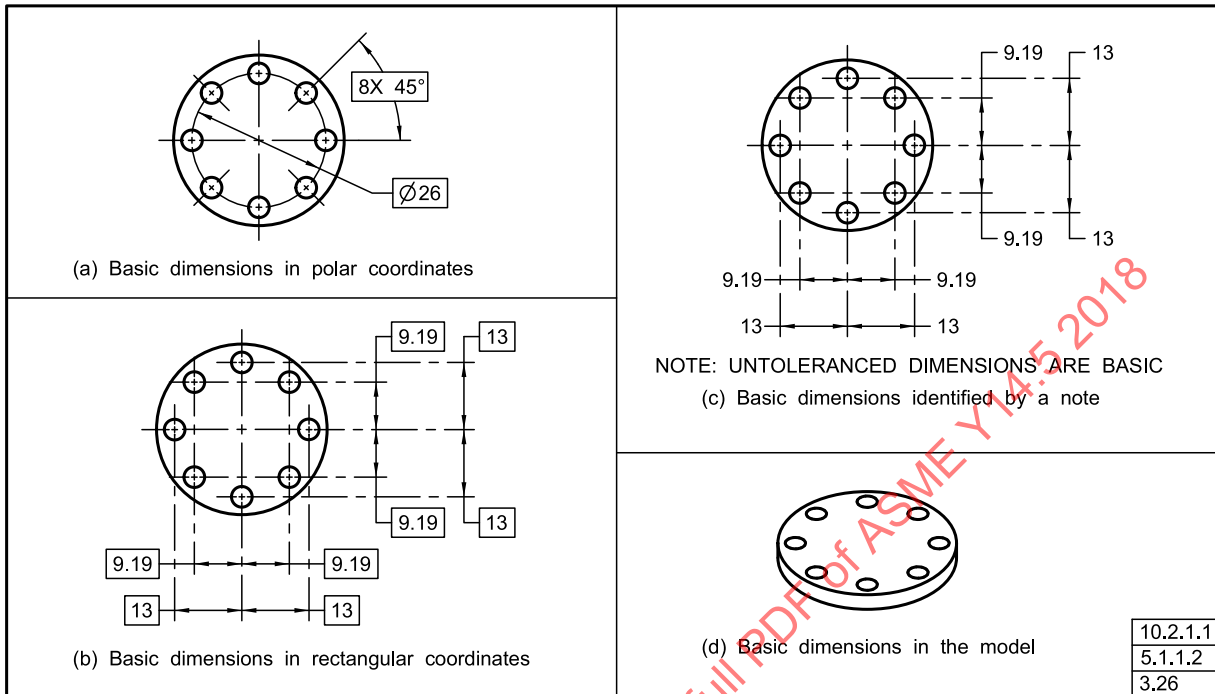 8X 45°
Ø26
(a) Basic dimensions in polar coordinates
9.19 13
9.19 13
9.19 9.19
13 13
(b) Basic dimensions in rectangular coordinates
9.19 13
9.19 13
9.19 9.19
13 13
NOTE: UNTOLERANCED DIMENSIONS ARE BASIC
(c) Basic dimensions identified by a note
(d) Basic dimensions in the model
10.2.1.1
5.1.1.2
3.26
full PDF of ASME Y14.5 2018